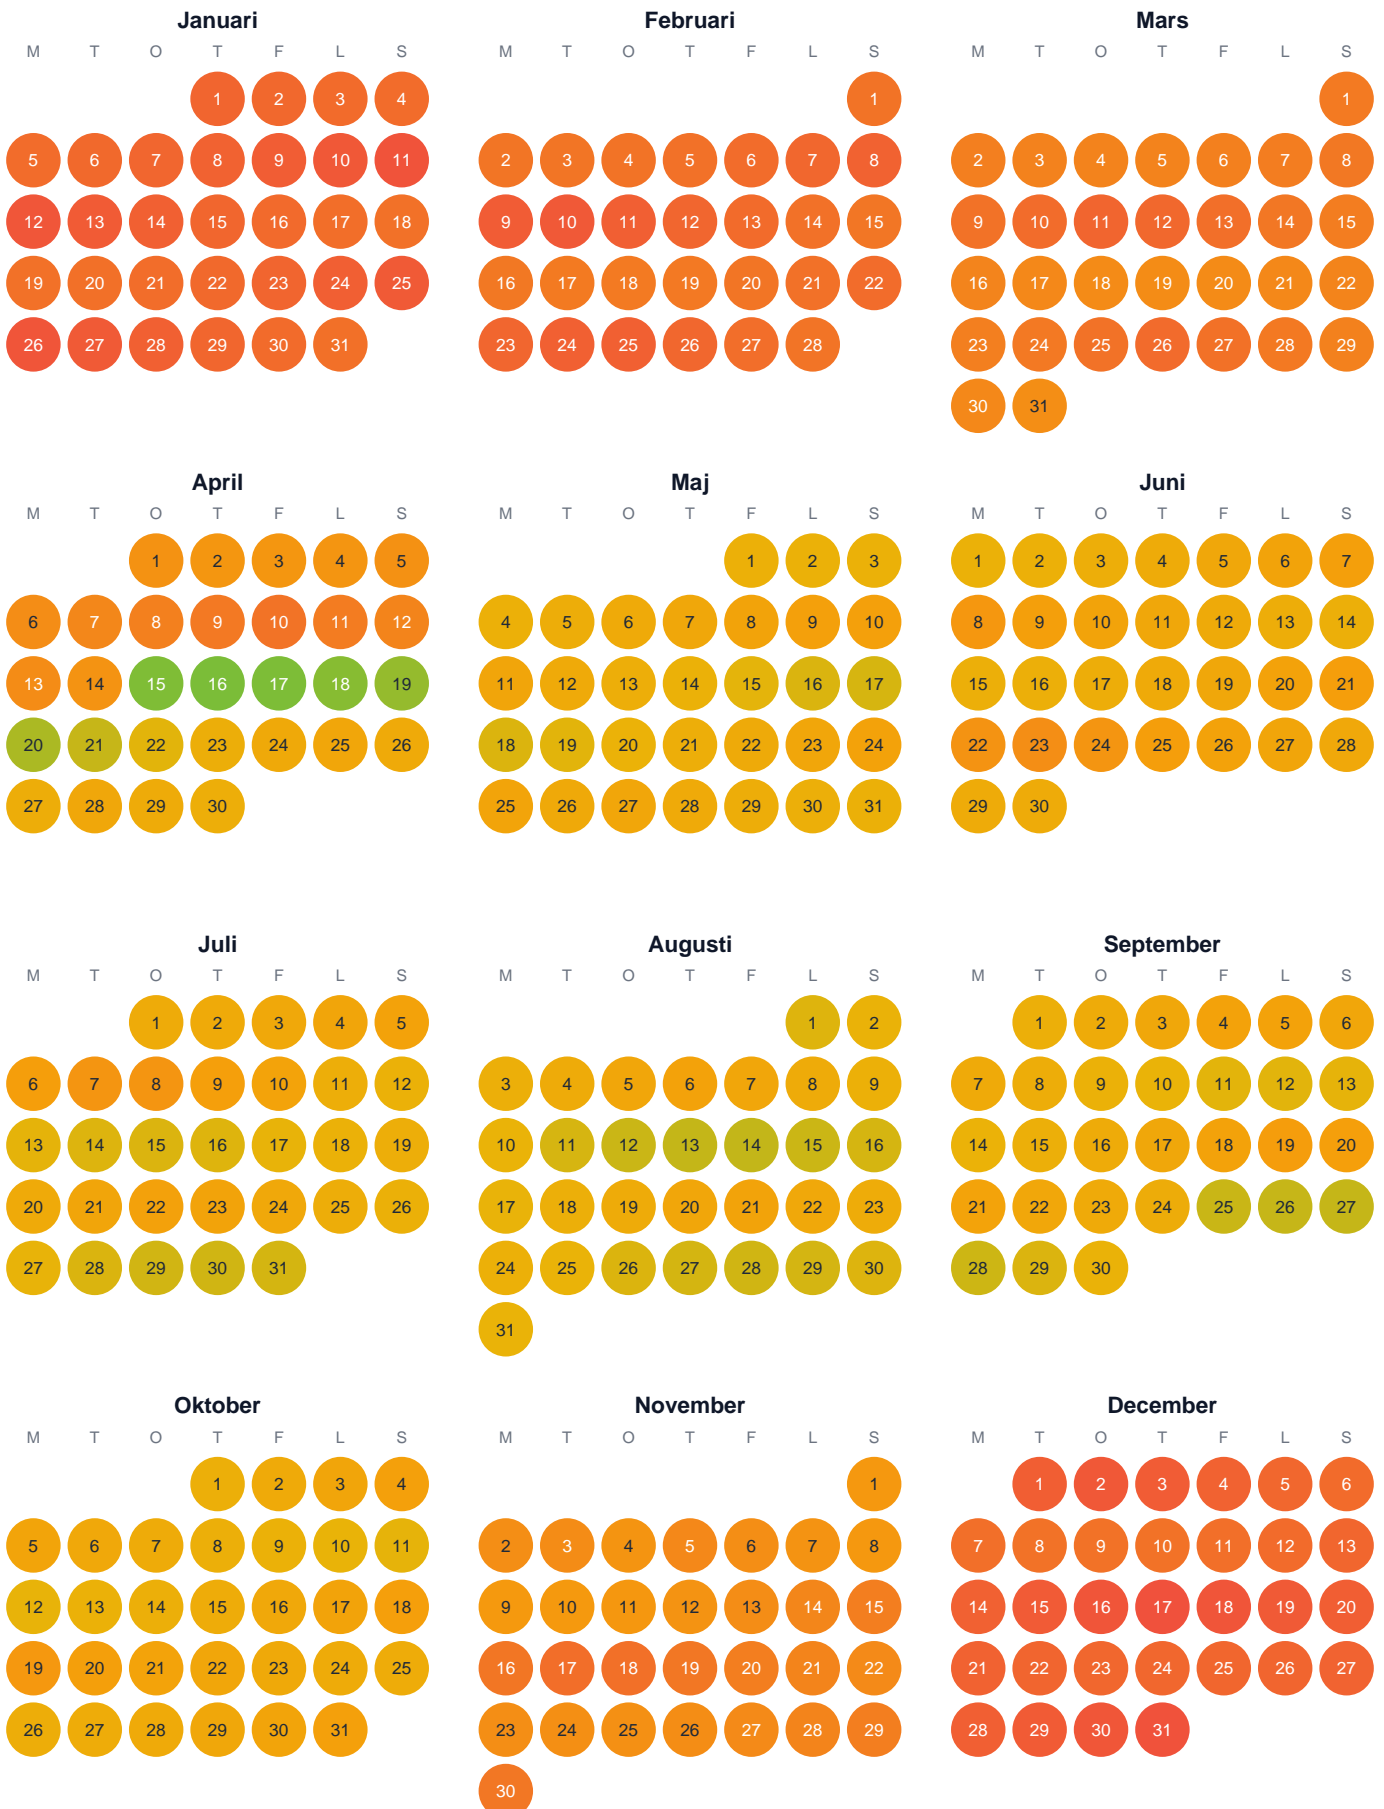 Januari Februari Mars
M T O T F L S M T O T F L S M T O T F L S
1 2 3 4 1 1
5 6 7 8 9 10 11 2 3 4 5 6 7 8 2 3 4 5 6 7 8
12 13 14 15 16 17 18 9 10 11 12 13 14 15 9 10 11 12 13 14 15
19 20 21 22 23 24 25 16 17 18 19 20 21 22 16 17 18 19 20 21 22
26 27 28 29 30 31 23 24 25 26 27 28 23 24 25 26 27 28 29
30 31
April Maj Juni
M T O T F L S M T O T F L S M T O T F L S
1 2 3 4 5 1 2 3 1 2 3 4 5 6 7
6 7 8 9 10 11 12 4 5 6 7 8 9 10 8 9 10 11 12 13 14
13 14 15 16 17 18 19 11 12 13 14 15 16 17 15 16 17 18 19 20 21
20 21 22 23 24 25 26 18 19 20 21 22 23 24 22 23 24 25 26 27 28
27 28 29 30 25 26 27 28 29 30 31 29 30
Juli Augusti September
M T O T F L S M T O T F L S M T O T F L S
1 2 3 4 5 1 2 1 2 3 4 5 6
6 7 8 9 10 11 12 3 4 5 6 7 8 9 7 8 9 10 11 12 13
13 14 15 16 17 18 19 10 11 12 13 14 15 16 14 15 16 17 18 19 20
20 21 22 23 24 25 26 17 18 19 20 21 22 23 21 22 23 24 25 26 27
27 28 29 30 31 24 25 26 27 28 29 30 28 29 30
31
Oktober November December
M T O T F L S M T O T F L S M T O T F L S
1 2 3 4 1 1 2 3 4 5 6
5 6 7 8 9 10 11 2 3 4 5 6 7 8 7 8 9 10 11 12 13
12 13 14 15 16 17 18 9 10 11 12 13 14 15 14 15 16 17 18 19 20
19 20 21 22 23 24 25 16 17 18 19 20 21 22 21 22 23 24 25 26 27
26 27 28 29 30 31 23 24 25 26 27 28 29 28 29 30 31
30